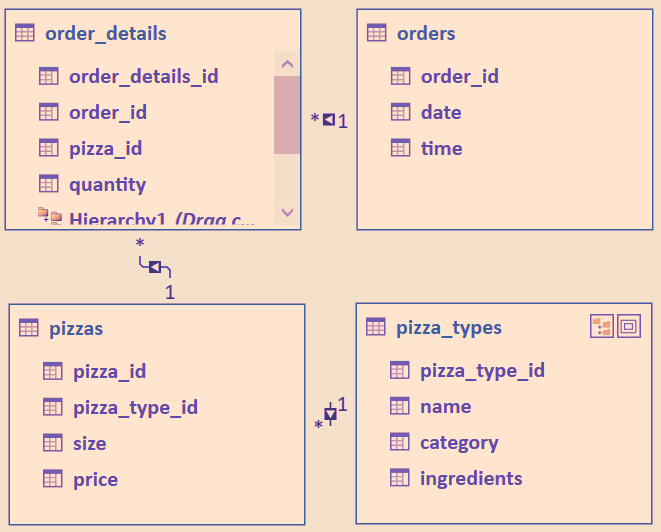 order_details
order_details_id
order_id
pizza_id
quantity
Hierarchy1 (Drag c...
* 1
orders
order_id
date
time
*
1
pizzas
pizza_id
pizza_type_id
size
price
1
*
pizza_types
pizza_type_id
name
category
ingredients